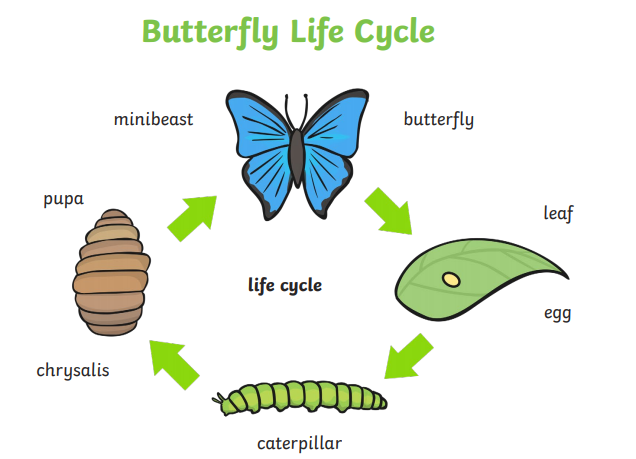 Butterfly Life Cycle
minibeast
butterfly
pupa
leaf
life cycle
egg
chrysalis
caterpillar